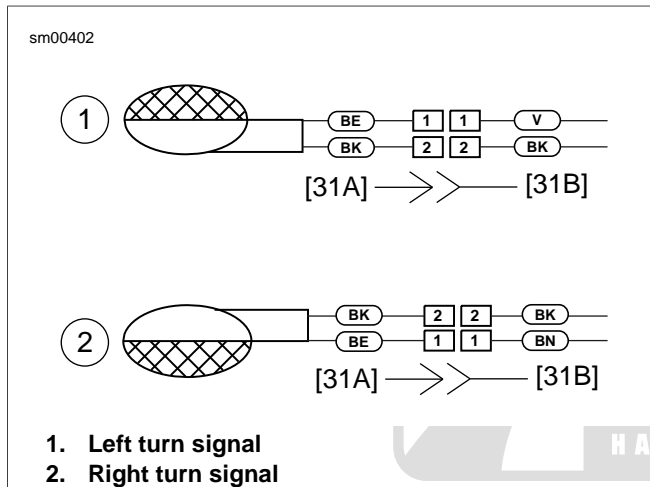 sm00402
1 BE 1 1 V
BK 2 2 BK
[31A] [31B]
2 BK 2 2 BK
BE 1 1 BN
[31A] [31B]
1. Left turn signal
2. Right turn signal
H A